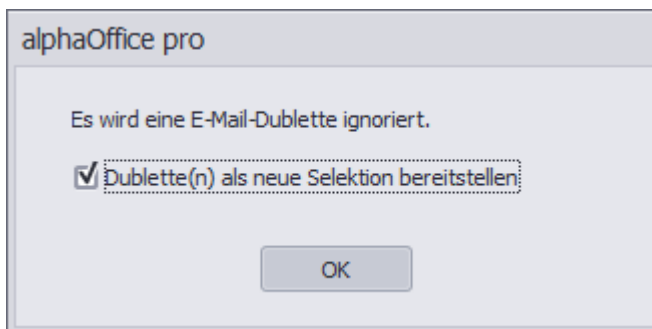 alphaOffice pro
Es wird eine E-Mail-Dublette ignoriert.
Dublette(n) als neue Selektion bereitstellen
OK